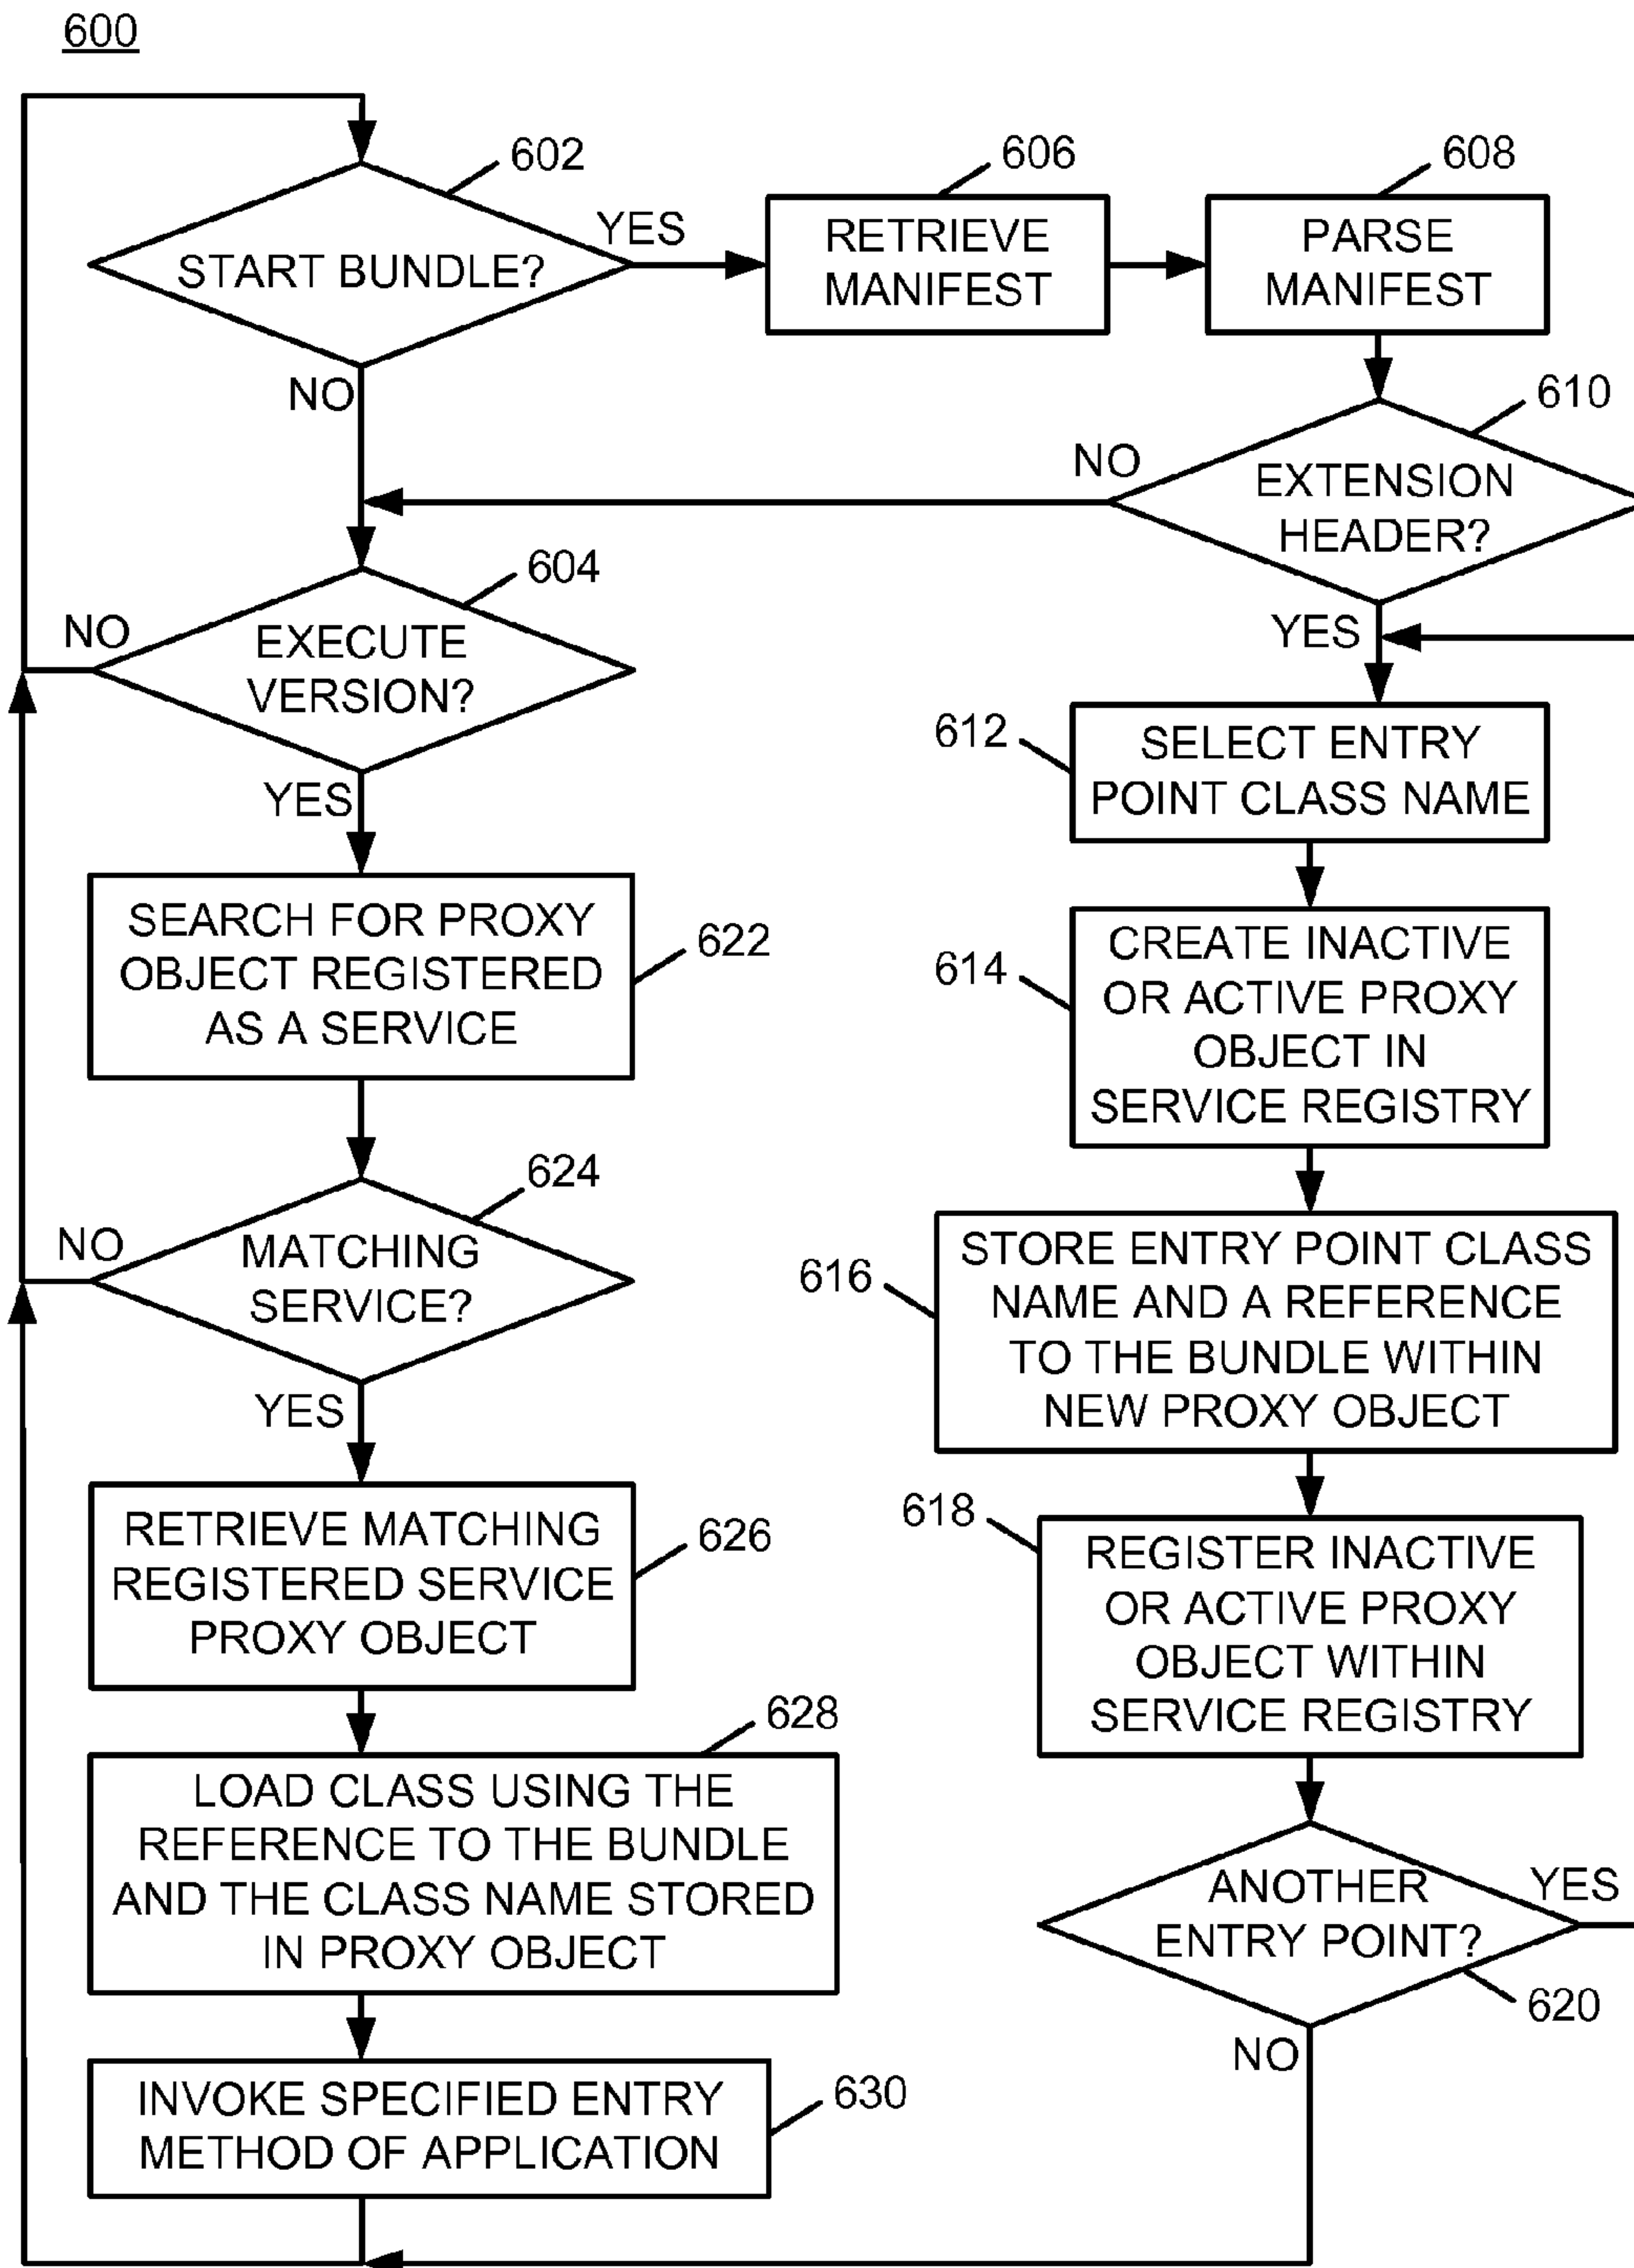 600
602
START BUNDLE?
YES
NO
606
RETRIEVE
MANIFEST
608
PARSE
MANIFEST
610
EXTENSION
HEADER?
NO
YES
604
EXECUTE
VERSION?
NO
YES
612
SELECT ENTRY
POINT CLASS NAME
614
CREATE INACTIVE
OR ACTIVE PROXY
OBJECT IN
SERVICE REGISTRY
616
STORE ENTRY POINT CLASS
NAME AND A REFERENCE
TO THE BUNDLE WITHIN
NEW PROXY OBJECT
618
REGISTER INACTIVE
OR ACTIVE PROXY
OBJECT WITHIN
SERVICE REGISTRY
ANOTHER
ENTRY POINT?
YES
620
NO
SEARCH FOR PROXY
OBJECT REGISTERED
AS A SERVICE
622
624
MATCHING
SERVICE?
NO
YES
RETRIEVE MATCHING
REGISTERED SERVICE
PROXY OBJECT
626
628
LOAD CLASS USING THE
REFERENCE TO THE BUNDLE
AND THE CLASS NAME STORED
IN PROXY OBJECT
INVOKE SPECIFIED ENTRY
METHOD OF APPLICATION
630